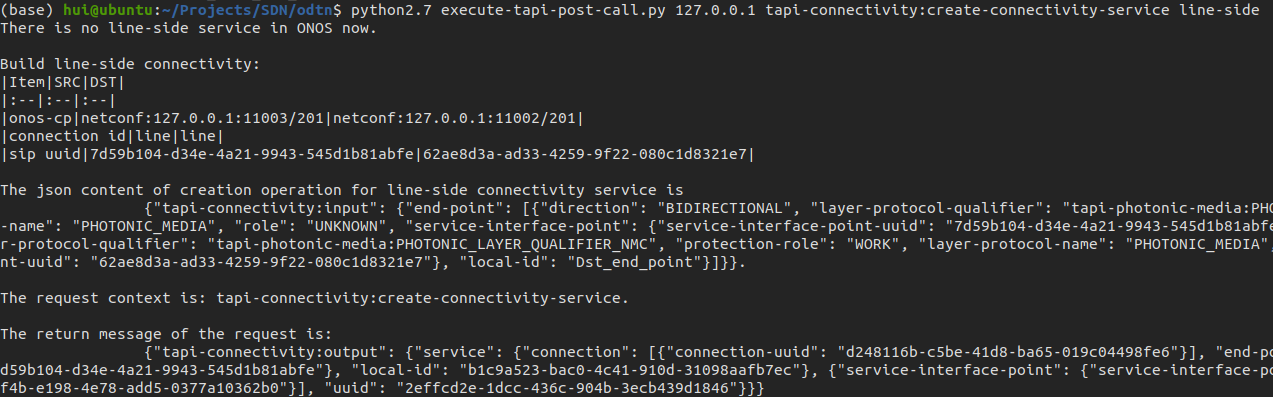 (base) hui@ubuntu:~/Projects/SDN/odtn$ python2.7 execute-tapi-post-call.py 127.0.0.1 tapi-connectivity:create-connectivity-service line-side
There is no line-side service in ONOS now.
Build line-side connectivity:
|Item|SRC|DST|
|:--|:--|:--|
|onos-cp|netconf:127.0.0.1:11003/201|netconf:127.0.0.1:11002/201|
|connection id|line|line|
|sip uuid|7d59b104-d34e-4a21-9943-545d1b81abfe|62ae8d3a-ad33-4259-9f22-080c1d8321e7|
The json content of creation operation for line-side connectivity service is
{"tapi-connectivity:input": {"end-point": [{"direction": "BIDIRECTIONAL", "layer-protocol-qualifier": "tapi-photonic-media:PHO
-name": "PHOTONIC_MEDIA", "role": "UNKNOWN", "service-interface-point": {"service-interface-point-uuid": "7d59b104-d34e-4a21-9943-545d1b81abfe
r-protocol-qualifier": "tapi-photonic-media:PHOTONIC_LAYER_QUALIFIER_NMC", "protection-role": "WORK", "layer-protocol-name": "PHOTONIC_MEDIA",
nt-uuid": "62ae8d3a-ad33-4259-9f22-080c1d8321e7"}, "local-id": "Dst_end_point"}]}}.
The request context is: tapi-connectivity:create-connectivity-service.
The return message of the request is:
{"tapi-connectivity:output": {"service": {"connection": [{"connection-uuid": "d248116b-c5be-41d8-ba65-019c04498fe6"}], "end-po
d59b104-d34e-4a21-9943-545d1b81abfe"}, "local-id": "b1c9a523-bac0-4c41-910d-31098aafb7ec"}, {"service-interface-point": {"service-interface-po
f4b-e198-4e78-add5-0377a10362b0"}], "uuid": "2effcd2e-1dcc-436c-904b-3ecb439d1846"}}}